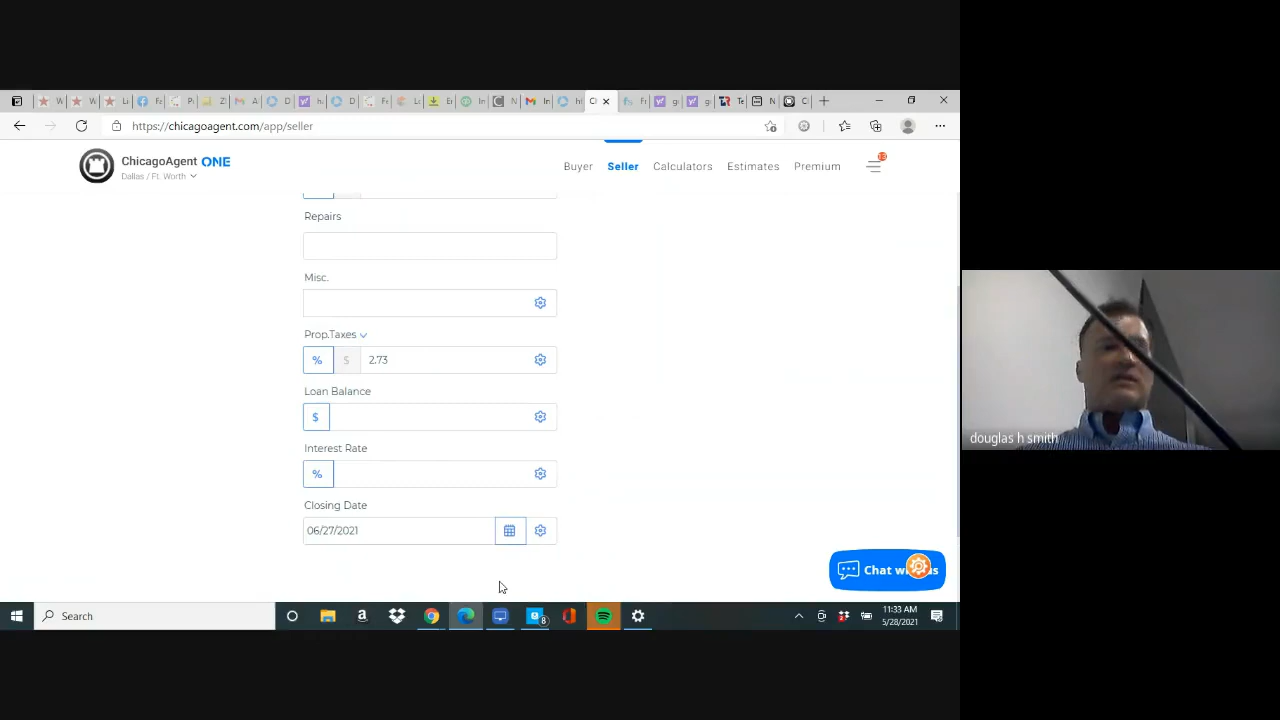 https://chicagoagent.com/app/seller
ChicagoAgent ONE
Dallas / Ft. Worth
Buyer
Seller
Calculators
Estimates
Premium
Repairs
Misc.
Prop.Taxes
% $ 2.73
Loan Balance
$
Interest Rate
%
Closing Date
06/27/2021
Chat w
douglas h smith
Search
8
11:33 AM
5/28/2021